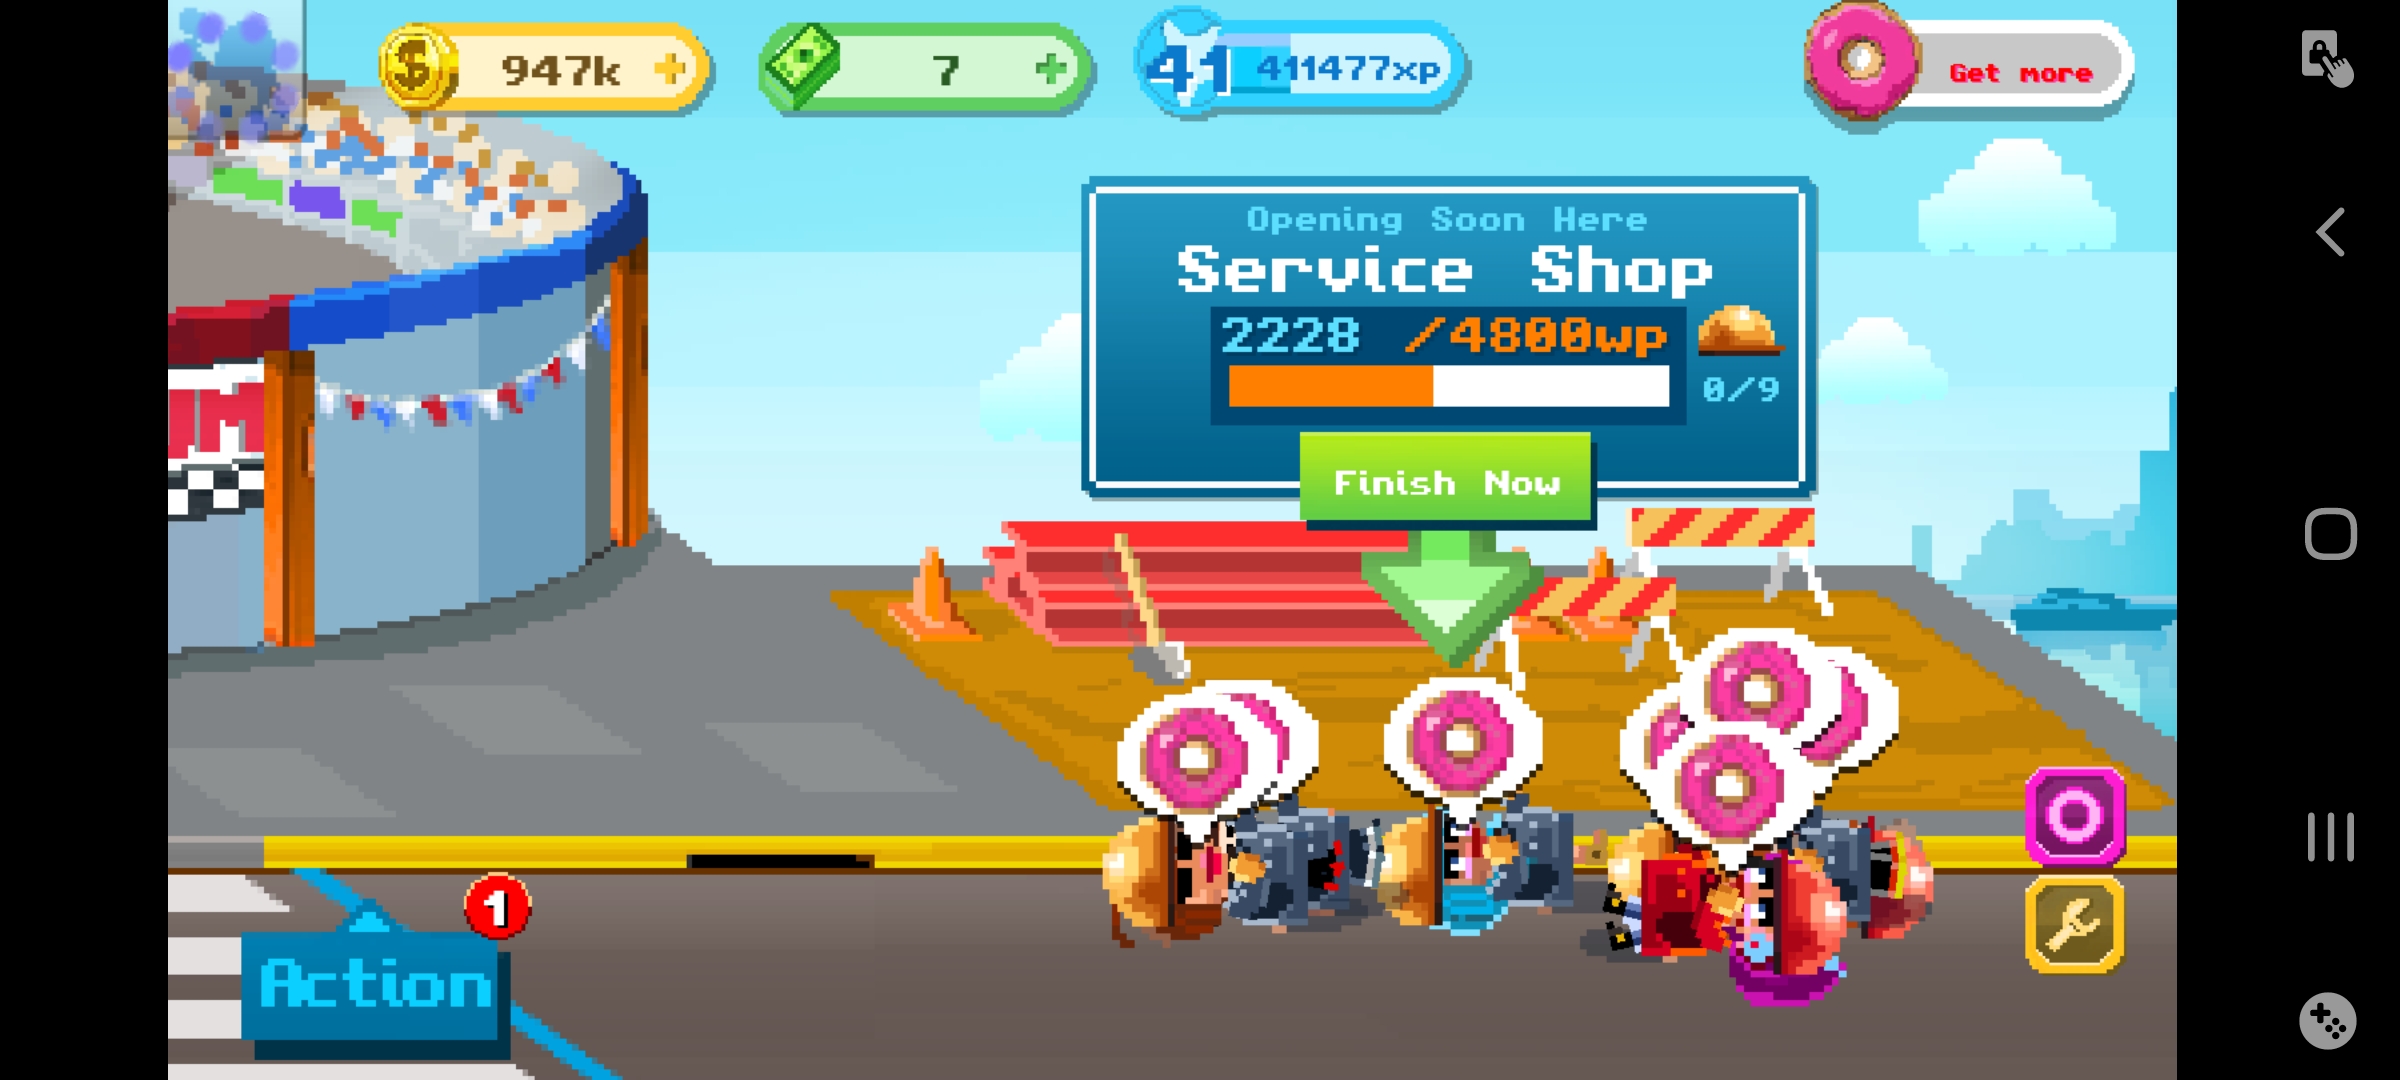 947k
7
41
411477xp
Get more
Opening Soon Here
Service Shop
2228 /4800wp
0/9
Finish Now
1
Action